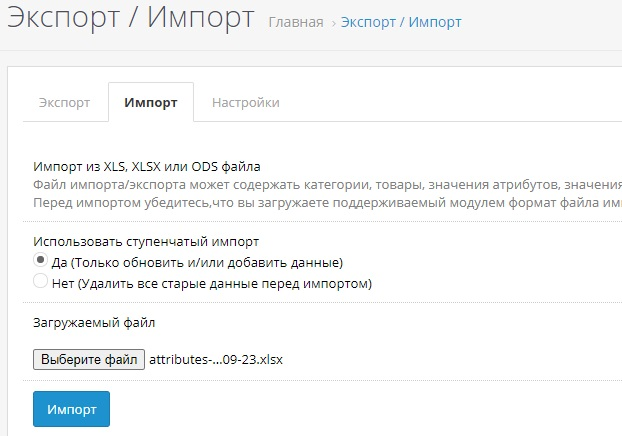 Экспорт / Импорт Главная › Экспорт / Импорт
Экспорт Импорт Настройки
Импорт из XLS, XLSX или ODS файла
Файл импорта/экспорта может содержать категории, товары, значения атрибутов, значения
Перед импортом убедитесь,что вы загружаете поддерживаемый модулем формат файла
Использовать ступенчатый импорт
Да (Только обновить и/или добавить данные)
Нет (Удалить все старые данные перед импортом)
Загружаемый файл
Выберите файл attributes-...09-23.xlsx
Импорт